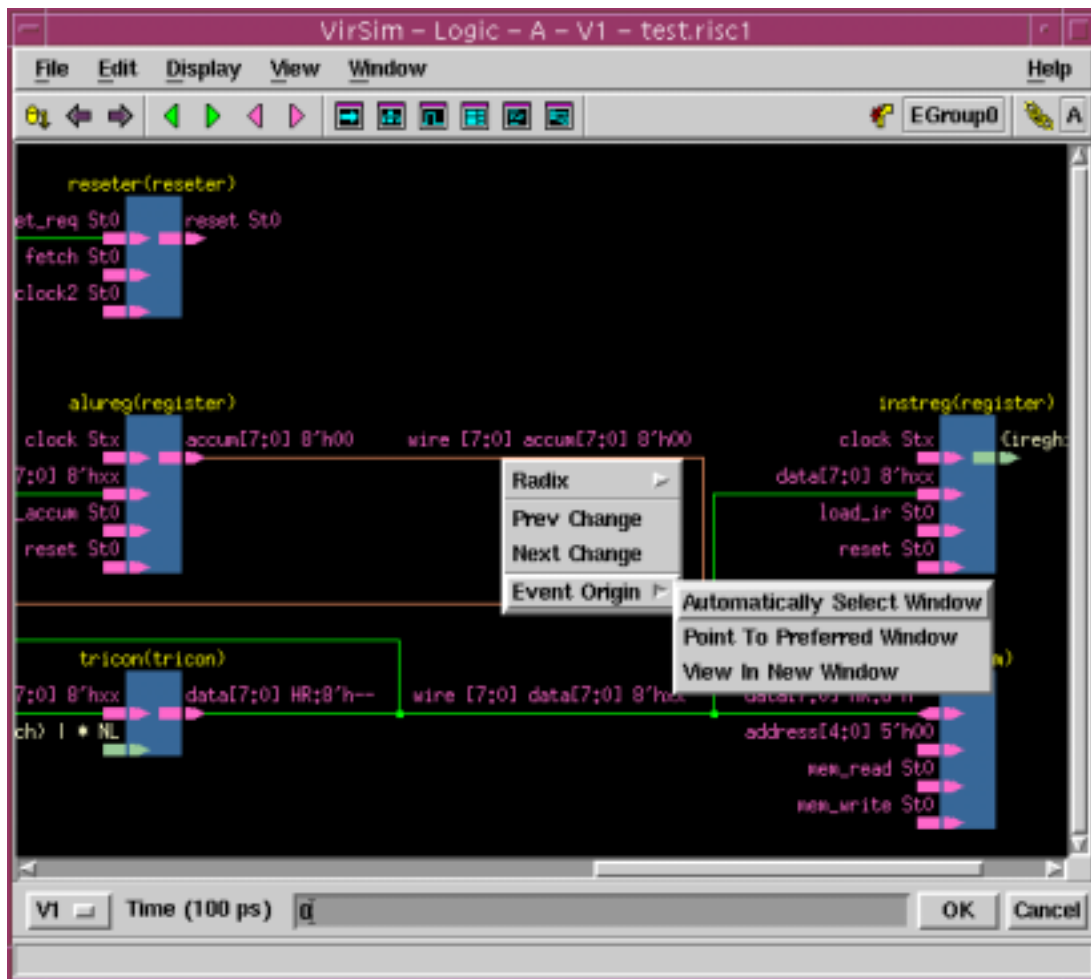 VirSim - Logic - A - V1 - test.risc1
File Edit Display View Window Help
EGroup0 A
reseter(reseter)
et_req St0 reset St0
fetch St0
clock2 St0
alureg(register) instreg(register)
clock Stx accum[7:0] 8'h00 wire [7:0] accum[7:0] 8'h00 clock Stx
7:0] 8'hxx data[7:0] 8'hxx
_accum St0 load_ir St0
reset St0 reset St0
Radix
Prev Change
Next Change
Event Origin
Automatically Select Window
Point To Preferred Window
View In New Window
tricon(tricon)
7:0] 8'hxx data[7:0] HR:8'h-- wire [7:0] data[7:0] 8'hxx
ch) | * NL address[4:0] 5'h00
mem_read St0
mem_write St0
V1 Time (100 ps) 0 OK Cancel